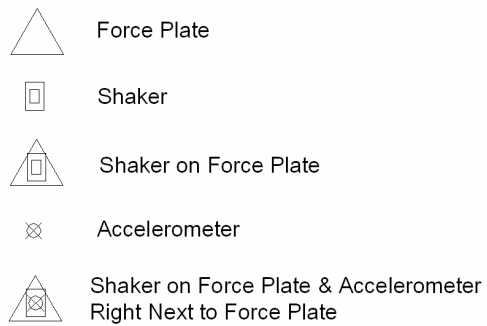 Force Plate
Shaker
Shaker on Force Plate
Accelerometer
Shaker on Force Plate & Accelerometer
Right Next to Force Plate